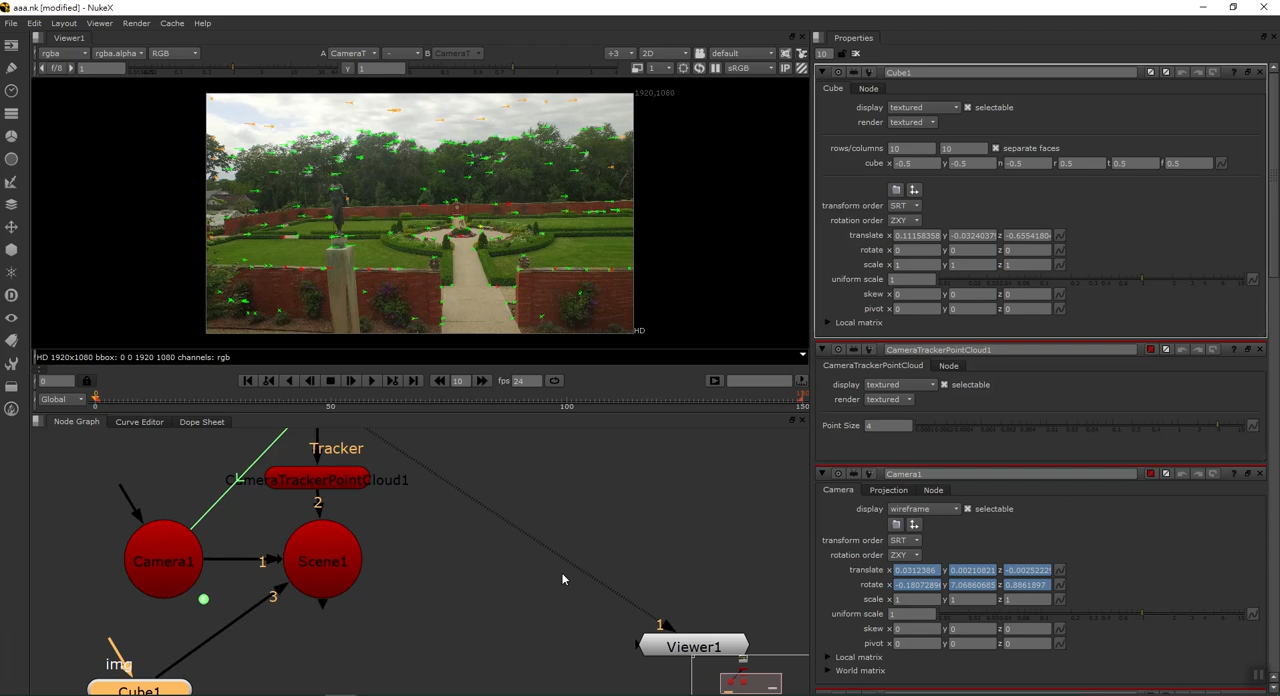 aaa.nk [modified] - NukeX
File Edit Layout Viewer Render Cache Help
Viewer1
rgba rgba.alpha RGB A CameraT - B CameraT +3 2D default
f/8 1 Y 1 1 sRGB IP
1920,1080
HD
HD 1920x1080 bbox: 0 0 1920 1080 channels: rgb
0 10 fps 24
Global 0 50 100 150
Node Graph Curve Editor Dope Sheet
Tracker
CameraTrackerPointCloud1
2
Camera1 1 Scene1
3
1
Viewer1
img
Cube1
Properties
10
Cube1
Cube Node
display textured selectable
render textured
rows/columns 10 10 separate faces
cube x -0.5 y -0.5 n -0.5 r 0.5 t 0.5 f 0.5
transform order SRT
rotation order ZXY
translate x 0.11158358 y -0.0324037 z -0.6554180
rotate x 0 y 0 z 0
scale x 1 y 1 z 1
uniform scale 1
skew x 0 y 0 z 0
pivot x 0 y 0 z 0
Local matrix
CameraTrackerPointCloud1
CameraTrackerPointCloud Node
display textured selectable
render textured
Point Size 4
Camera1
Camera Projection Node
display wireframe selectable
transform order SRT
rotation order ZXY
translate x 0.0312386 y 0.00210821 z -0.0025222
rotate x -0.1807289 y 7.06860685 z 0.8861897
scale x 1 y 1 z 1
uniform scale 1
skew x 0 y 0 z 0
pivot x 0 y 0 z 0
Local matrix
World matrix